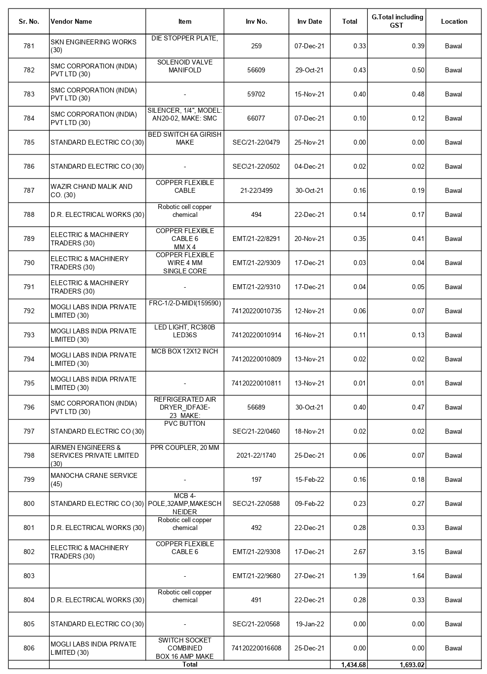 Sr. No. Vendor Name Item Inv No. Inv Date Total G.Total including GST Location
781 SKN ENGINEERING WORKS (30) DIE STOPPER PLATE, 259 07-Dec-21 0.33 0.39 Bawal
782 SMC CORPORATION (INDIA) PVT LTD (30) SOLENOID VALVE MANIFOLD 56609 29-Oct-21 0.43 0.50 Bawal
783 SMC CORPORATION (INDIA) PVT LTD (30) - 59702 15-Nov-21 0.40 0.48 Bawal
784 SMC CORPORATION (INDIA) PVT LTD (30) SILENCER, 1/4", MODEL: AN20-02, MAKE: SMC 66077 07-Dec-21 0.10 0.12 Bawal
785 STANDARD ELECTRIC CO (30) BED SWITCH 6A GIRISH MAKE SEC/21-22/0479 25-Nov-21 0.00 0.00 Bawal
786 STANDARD ELECTRIC CO (30) - SEC\21-22\0502 04-Dec-21 0.02 0.02 Bawal
787 WAZIR CHAND MALIK AND CO. (30) COPPER FLEXIBLE CABLE 21-22/3499 30-Oct-21 0.16 0.19 Bawal
788 D.R. ELECTRICAL WORKS (30) Robotic cell copper chemical 494 22-Dec-21 0.14 0.17 Bawal
789 ELECTRIC & MACHINERY TRADERS (30) COPPER FLEXIBLE CABLE 6 MM X 4 EMT/21-22/8291 20-Nov-21 0.35 0.41 Bawal
790 ELECTRIC & MACHINERY TRADERS (30) COPPER FLEXIBLE WIRE 4 MM SINGLE CORE EMT/21-22/9309 17-Dec-21 0.03 0.04 Bawal
791 ELECTRIC & MACHINERY TRADERS (30) - EMT/21-22/9310 17-Dec-21 0.04 0.05 Bawal
792 MOGLI LABS INDIA PRIVATE LIMITED (30) FRC-1/2-D-MIDI(159590) 74120220010735 12-Nov-21 0.06 0.07 Bawal
793 MOGLI LABS INDIA PRIVATE LIMITED (30) LED LIGHT, RC380B LED36S 74120220010914 16-Nov-21 0.11 0.13 Bawal
794 MOGLI LABS INDIA PRIVATE LIMITED (30) MCB BOX 12X12 INCH 74120220010809 13-Nov-21 0.02 0.02 Bawal
795 MOGLI LABS INDIA PRIVATE LIMITED (30) - 74120220010811 13-Nov-21 0.01 0.01 Bawal
796 SMC CORPORATION (INDIA) PVT LTD (30) REFRIGERATED AIR DRYER_IDFA3E-23 MAKE: 56689 30-Oct-21 0.40 0.47 Bawal
797 STANDARD ELECTRIC CO (30) PVC BUTTON SEC/21-22/0460 18-Nov-21 0.02 0.02 Bawal
798 AIRMEN ENGINEERS & SERVICES PRIVATE LIMITED (30) PPR COUPLER, 20 MM 2021-22/1740 25-Dec-21 0.06 0.07 Bawal
799 MANOCHA CRANE SERVICE (45) - 197 15-Feb-22 0.16 0.18 Bawal
800 STANDARD ELECTRIC CO (30) MCB 4-POLE,32AMP,MAKESCHNEIDER SEC\21-22\0588 09-Feb-22 0.23 0.27 Bawal
801 D.R. ELECTRICAL WORKS (30) Robotic cell copper chemical 492 22-Dec-21 0.28 0.33 Bawal
802 ELECTRIC & MACHINERY TRADERS (30) COPPER FLEXIBLE CABLE 6 EMT/21-22/9308 17-Dec-21 2.67 3.15 Bawal
803 - EMT/21-22/9680 27-Dec-21 1.39 1.64 Bawal
804 D.R. ELECTRICAL WORKS (30) Robotic cell copper chemical 491 22-Dec-21 0.28 0.33 Bawal
805 STANDARD ELECTRIC CO (30) - SEC/21-22/0568 19-Jan-22 0.00 0.00 Bawal
806 MOGLI LABS INDIA PRIVATE LIMITED (30) SWITCH SOCKET COMBINED BOX 16 AMP MAKE 74120220016608 25-Dec-21 0.00 0.00 Bawal
Total 1,434.68 1,693.02